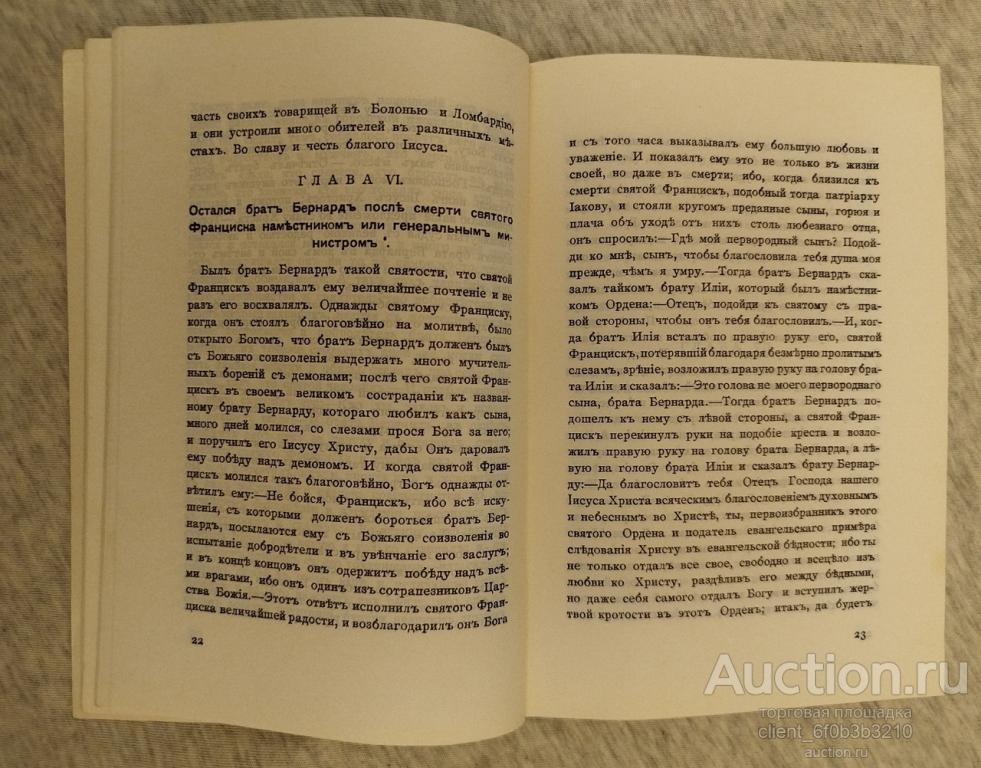 часть своихъ товарищей въ Болонью и Ломбардію,
и они устроили много обителей въ различныхъ мѣ-
стахъ. Во славу и честь благого Іисуса.
ГЛАВА VI.
Остался братъ Бернардъ послѣ смерти святого
Франциска намѣстникомъ или генеральнымъ ми-
нистромъ
Былъ братъ Бернардъ такой святости, что святой
Францискъ воздавалъ ему величайшее почтеніе и не
разъ его восхвалялъ. Однажды святому Франциску,
когда онъ стоялъ благоговѣйно на молитвѣ, было
открыто Богомъ, что братъ Бернардъ долженъ былъ
съ Божьяго соизволенія выдержать много мучитель-
ныхъ бореній съ демонами; послѣ чего святой Фран-
цискъ въ своемъ великомъ состраданіи къ назван-
ному брату Бернарду, котораго любилъ какъ сына,
много дней молился, со слезами прося Бога за него;
и поручилъ его Іисусу Христу, дабы Онъ даровалъ
ему побѣду надъ демономъ. И когда святой Фран-
цискъ молился такъ благоговѣйно, Богъ однажды от-
вѣтилъ ему:—Не бойся, Францискъ, ибо всѣ иску-
шенія, съ которыми долженъ бороться братъ Бер-
нардъ, посылаются ему съ Божьяго соизволенія во
испытаніе добродѣтели и въ увѣнчаніе его заслугъ;
и въ концѣ концовъ онъ одержитъ побѣду надъ всѣ-
ми врагами, ибо онъ одинъ изъ сотрапезниковъ Цар-
ства Божія.—Этотъ отвѣтъ исполнилъ святого Фран-
циска величайшей радости, и возблагодарилъ онъ Бога
22
и съ того часа выказывалъ ему большую любовь и
уваженіе. И показалъ ему это не только въ жизни
своей, но даже въ смерти; ибо, когда близился къ
смерти святой Францискъ, подобный тогда патріарху
Іакову, и стояли кругомъ преданные сыны, горюя и
плача объ уходѣ отъ нихъ столь любезнаго отца,
онъ спросилъ:—Гдѣ мой первородный сынъ? Подой-
ди ко мнѣ, сынъ, чтобы благословила тебя душа моя
прежде, чѣмъ я умру.—Тогда братъ Бернардъ ска-
залъ тайкомъ брату Иліи, который былъ намѣстни-
комъ Ордена:—Отецъ, подойди къ святому съ пра-
вой стороны, чтобы онъ тебя благословилъ.—И, ког-
да братъ Илія всталъ по правую руку его, святой
Францискъ, потерявшій благодаря безмѣрно пролитымъ
слезамъ, зрѣніе, возложилъ правую руку на голову бра-
та Иліи и сказалъ:—Это голова не моего первороднаго
сына, брата Бернарда.—Тогда братъ Бернардъ по-
дошелъ къ нему съ лѣвой стороны, а святой Фран-
цискъ перекинулъ руки на подобіе креста и возло-
жилъ правую руку на голову брата Бернарда, а лѣ-
вую на голову брата Иліи и сказалъ брату Бернар-
ду:—Да благословитъ тебя Отецъ Господа нашего
Іисуса Христа всяческимъ благословеніемъ духовнымъ
и небеснымъ во Христѣ, ты, первоизбранникъ этого
святого Ордена и податель евангельскаго примѣра
слѣдованія Христу въ евангельской бѣдности; ибо ты
не только отдалъ все свое, свободно и всецѣло изъ
любви ко Христу, раздѣливъ его между бѣдными,
но даже себя самого отдалъ Богу и вступилъ жер-
твой кротости въ этотъ Орденъ; итакъ, да будетъ
23
Auction.ru
торговая площадка
client_6f0b3b3210
auction.ru